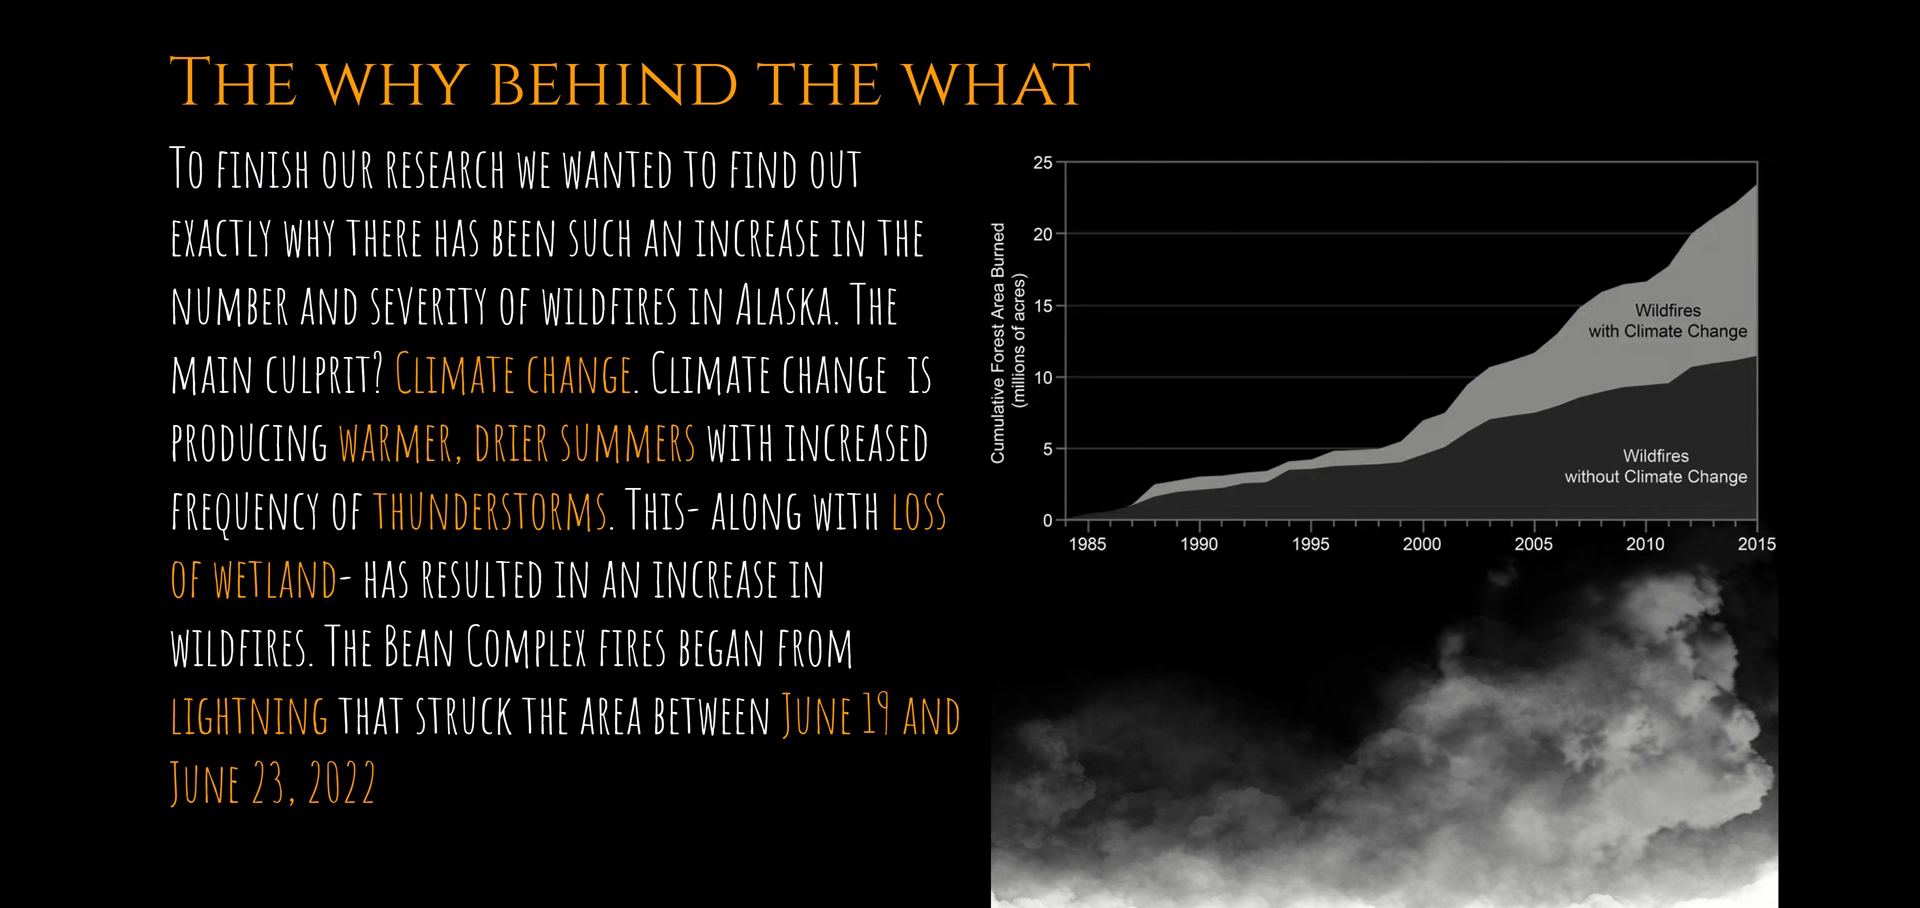 The why behind the what
To finish our research we wanted to find out
exactly why there has been such an increase in the
number and severity of wildfires in Alaska. The
main culprit? Climate change. Climate change is
producing warmer, drier summers with increased
frequency of thunderstorms. This- along with loss
of wetland- has resulted in an increase in
wildfires. The Bean Complex fires began from
lightning that struck the area between June 19 and
June 23, 2022
Cumulative Forest Area Burned
(millions of acres)
25
20
15
10
5
0
Wildfires
with Climate Change
Wildfires
without Climate Change
1985 1990 1995 2000 2005 2010 2015